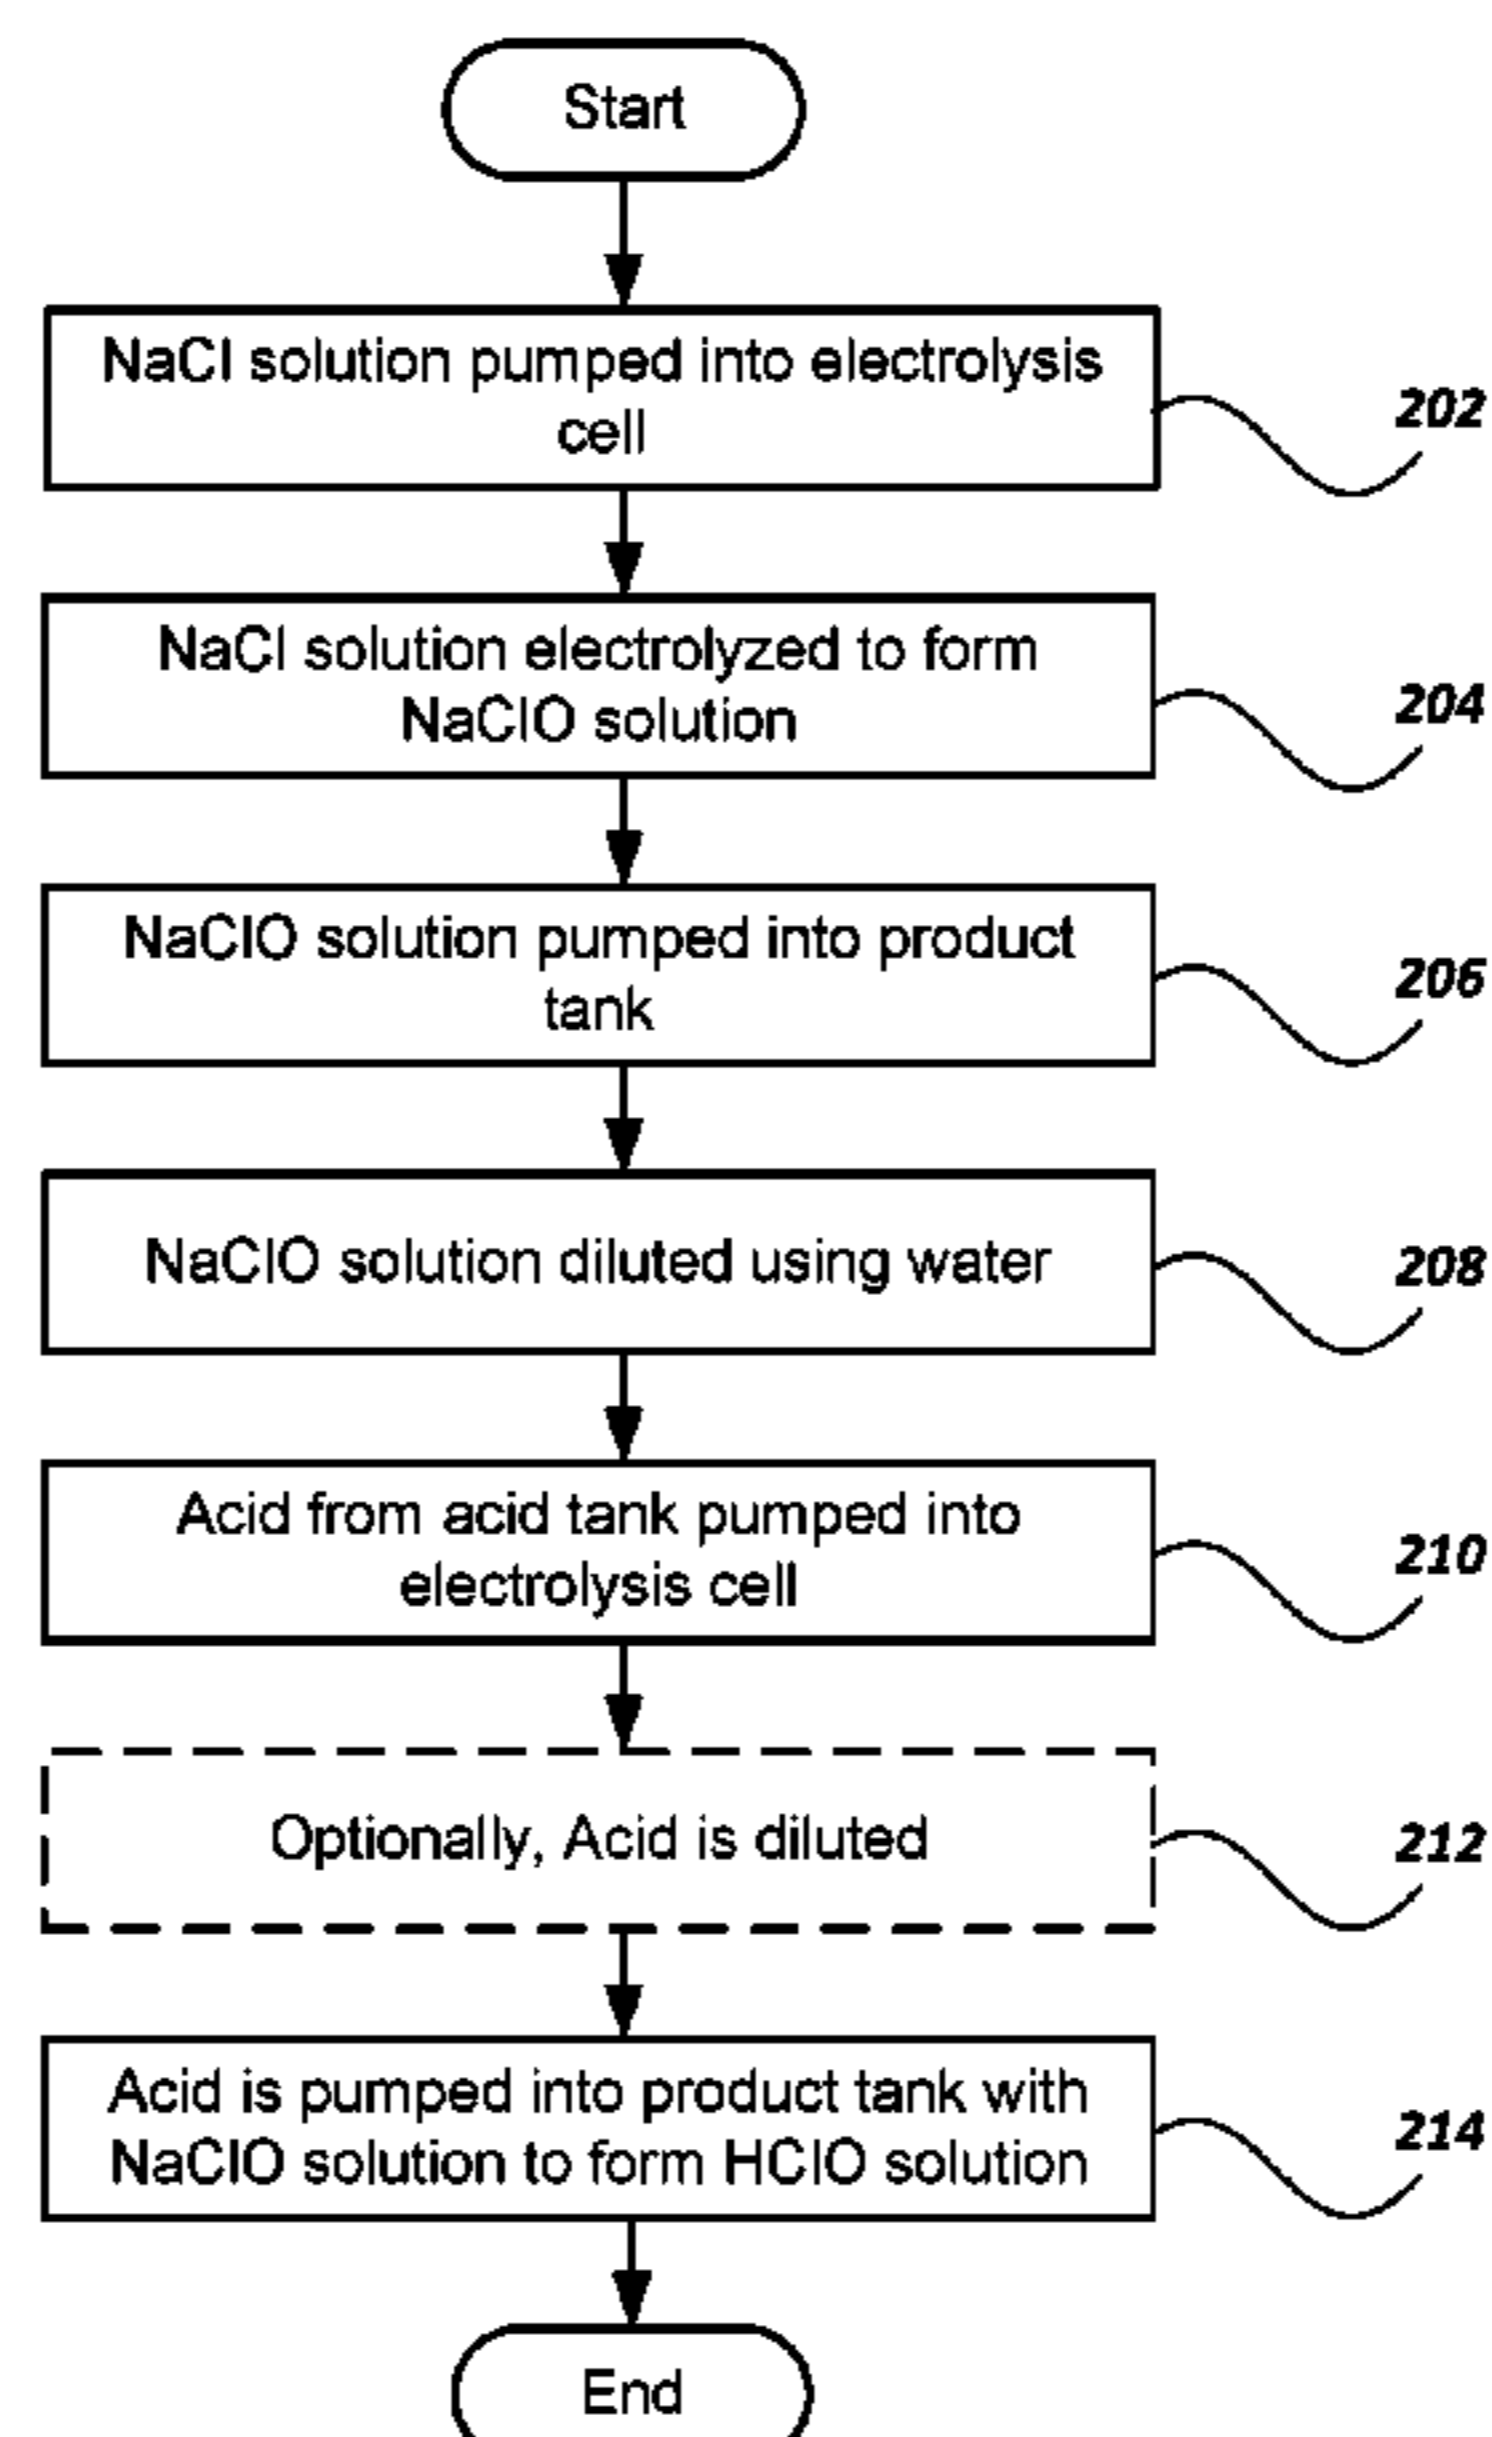 Start
NaCl solution pumped into electrolysis
cell
202
NaCl solution electrolyzed to form
NaClO solution
204
NaClO solution pumped into product
tank
206
NaClO solution diluted using water
208
Acid from acid tank pumped into
electrolysis cell
210
Optionally, Acid is diluted
212
Acid is pumped into product tank with
NaClO solution to form HClO solution
214
End